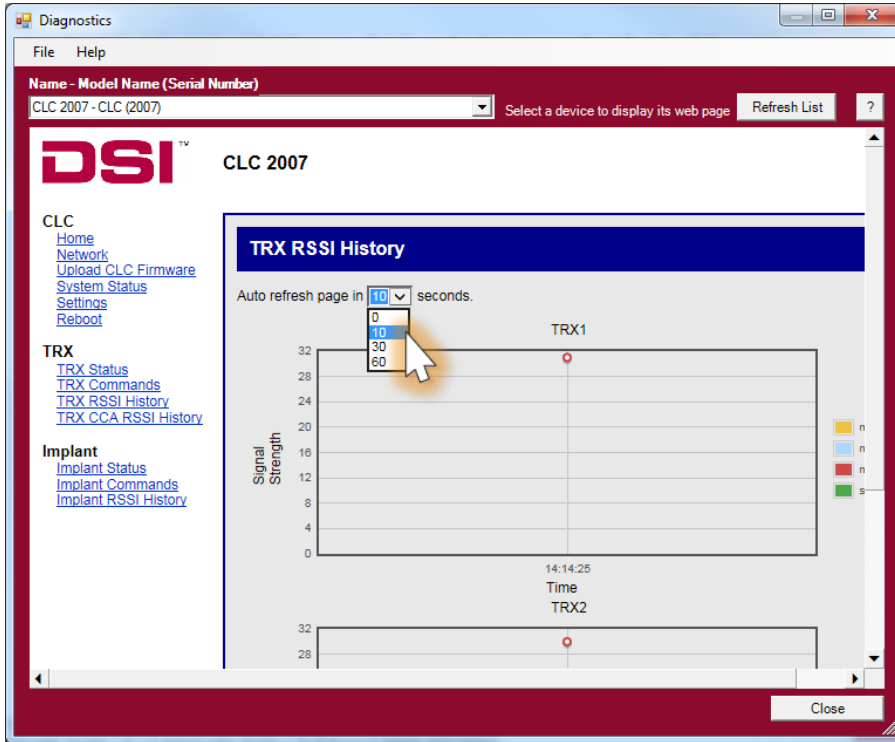 Diagnostics
File Help
Name - Model Name (Serial Number)
CLC 2007 - CLC (2007) Select a device to display its web page Refresh List ?
DSI™
CLC 2007
CLC
Home
Network
Upload CLC Firmware
System Status
Settings
Reboot
TRX
TRX Status
TRX Commands
TRX RSSI History
TRX CCA RSSI History
Implant
Implant Status
Implant Commands
Implant RSSI History
TRX RSSI History
Auto refresh page in 10 seconds.
0
10
30
60
TRX1
32
28
24
20
16
12
8
4
0
Signal
Strength
n
n
n
s
14:14:25
Time
TRX2
32
28
Close